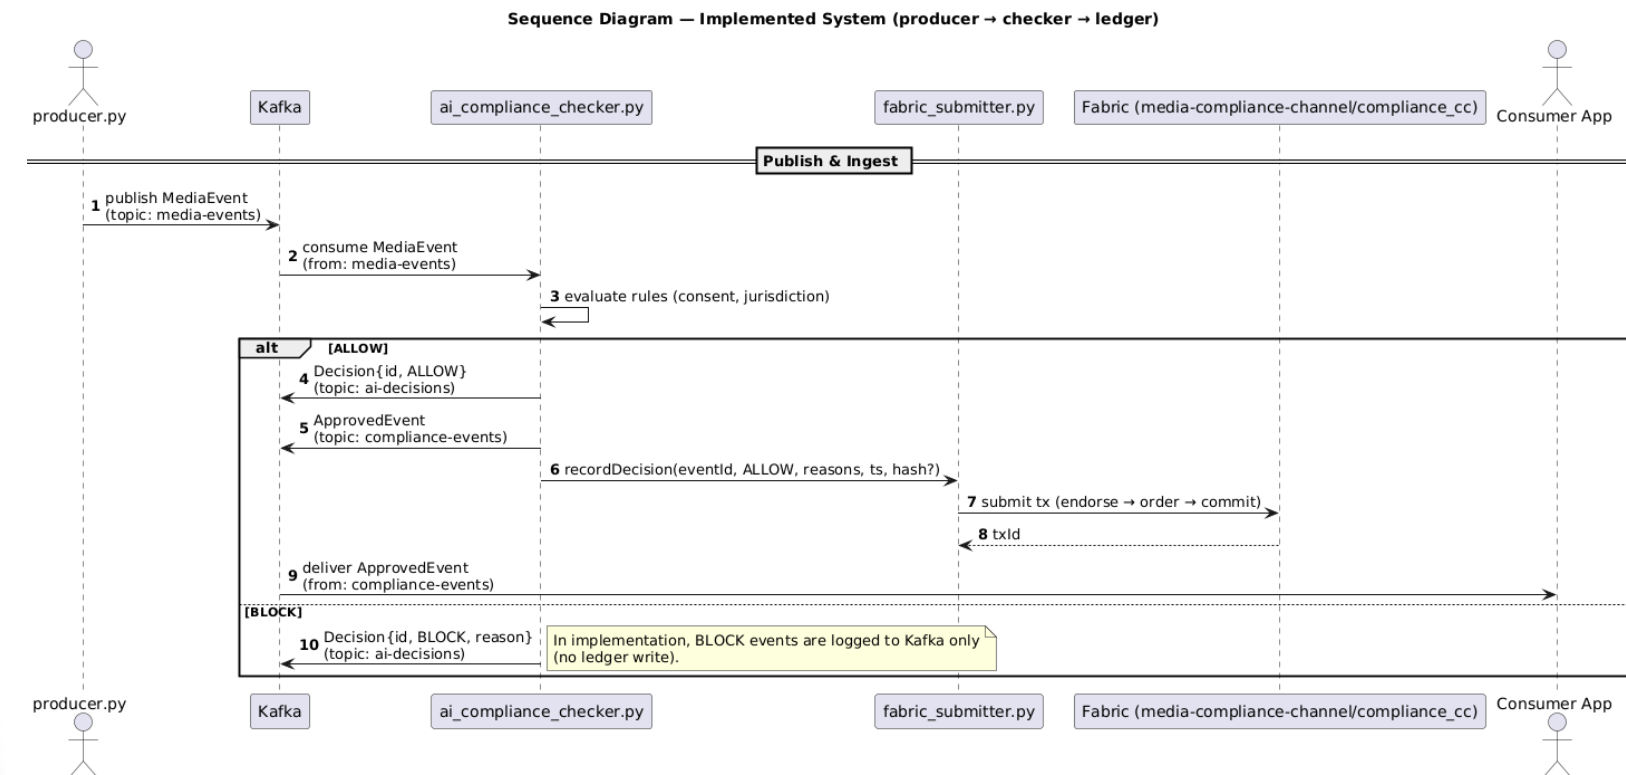 Sequence Diagram — Implemented System (producer → checker → ledger)
producer.py
Kafka
ai_compliance_checker.py
fabric_submitter.py
Fabric (media-compliance-channel/compliance_cc)
Consumer App
Publish & Ingest
1 publish MediaEvent
(topic: media-events)
2 consume MediaEvent
(from: media-events)
3 evaluate rules (consent, jurisdiction)
alt [ALLOW]
4 Decision{id, ALLOW}
(topic: ai-decisions)
5 ApprovedEvent
(topic: compliance-events)
6 recordDecision(eventId, ALLOW, reasons, ts, hash?)
7 submit tx (endorse → order → commit)
8 txId
9 deliver ApprovedEvent
(from: compliance-events)
[BLOCK]
10 Decision{id, BLOCK, reason}
(topic: ai-decisions)
In implementation, BLOCK events are logged to Kafka only
(no ledger write).
producer.py
Kafka
ai_compliance_checker.py
fabric_submitter.py
Fabric (media-compliance-channel/compliance_cc)
Consumer App